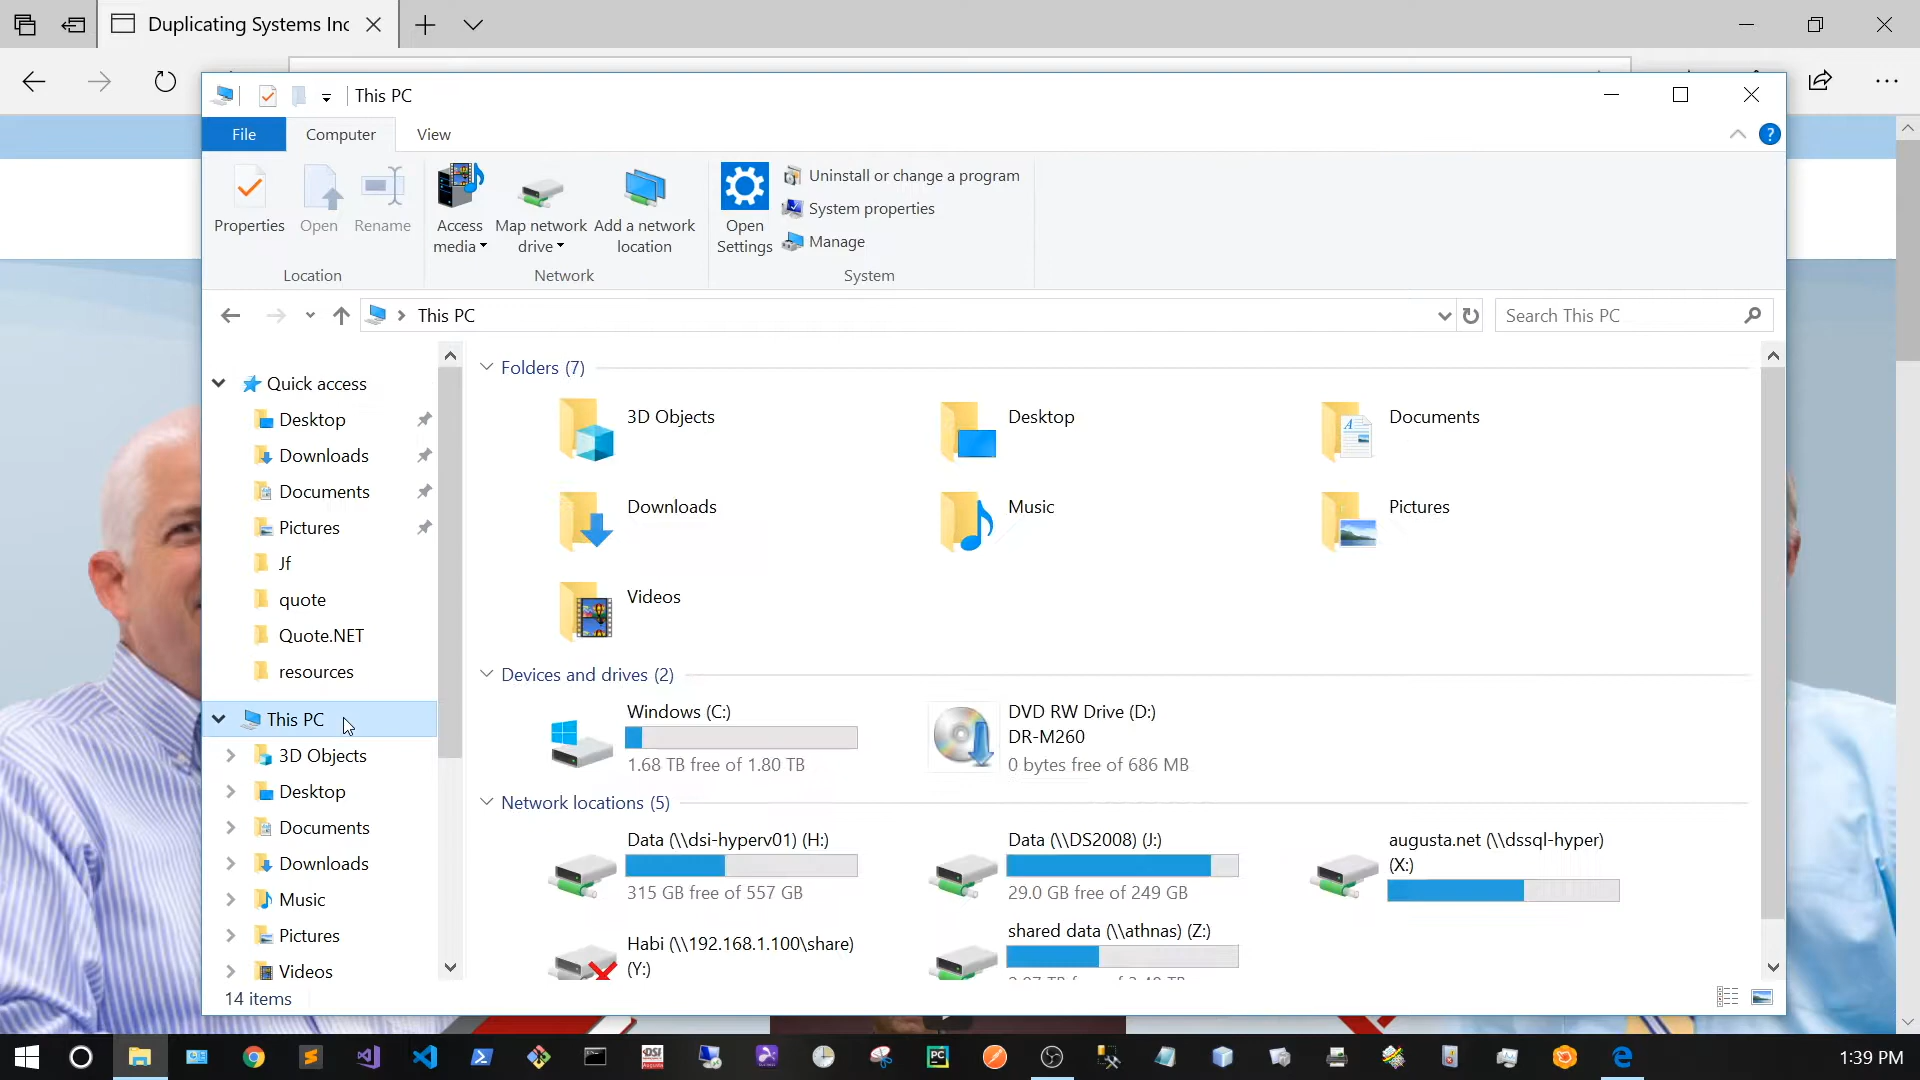 Duplicating Systems Inc
This PC
File
Computer
View
Properties
Open
Rename
Access media
Map network drive
Add a network location
Open Settings
Uninstall or change a program
System properties
Manage
Location
Network
System
This PC
Search This PC
Quick access
Desktop
Downloads
Documents
Pictures
Jf
quote
Quote.NET
resources
This PC
3D Objects
Desktop
Documents
Downloads
Music
Pictures
Videos
Folders (7)
3D Objects
Desktop
Documents
Downloads
Music
Pictures
Videos
Devices and drives (2)
Windows (C:)
1.68 TB free of 1.80 TB
DVD RW Drive (D:)
DR-M260
0 bytes free of 686 MB
Network locations (5)
Data (\\dsi-hyperv01) (H:)
315 GB free of 557 GB
Data (\\DS2008) (J:)
29.0 GB free of 249 GB
augusta.net (\\dssql-hyper)
(X:)
Habi (\\192.168.1.100\share)
(Y:)
shared data (\\athnas) (Z:)
14 items
1:39 PM